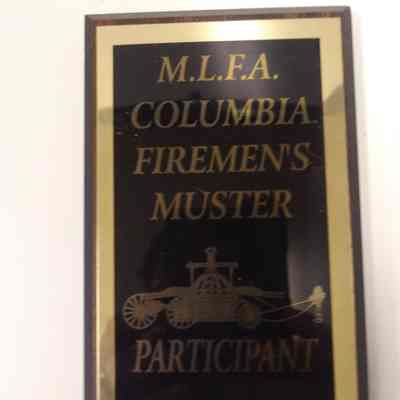 M.L.F.A.
COLUMBIA
FIREMEN'S
MUSTER
PARTICIPANT